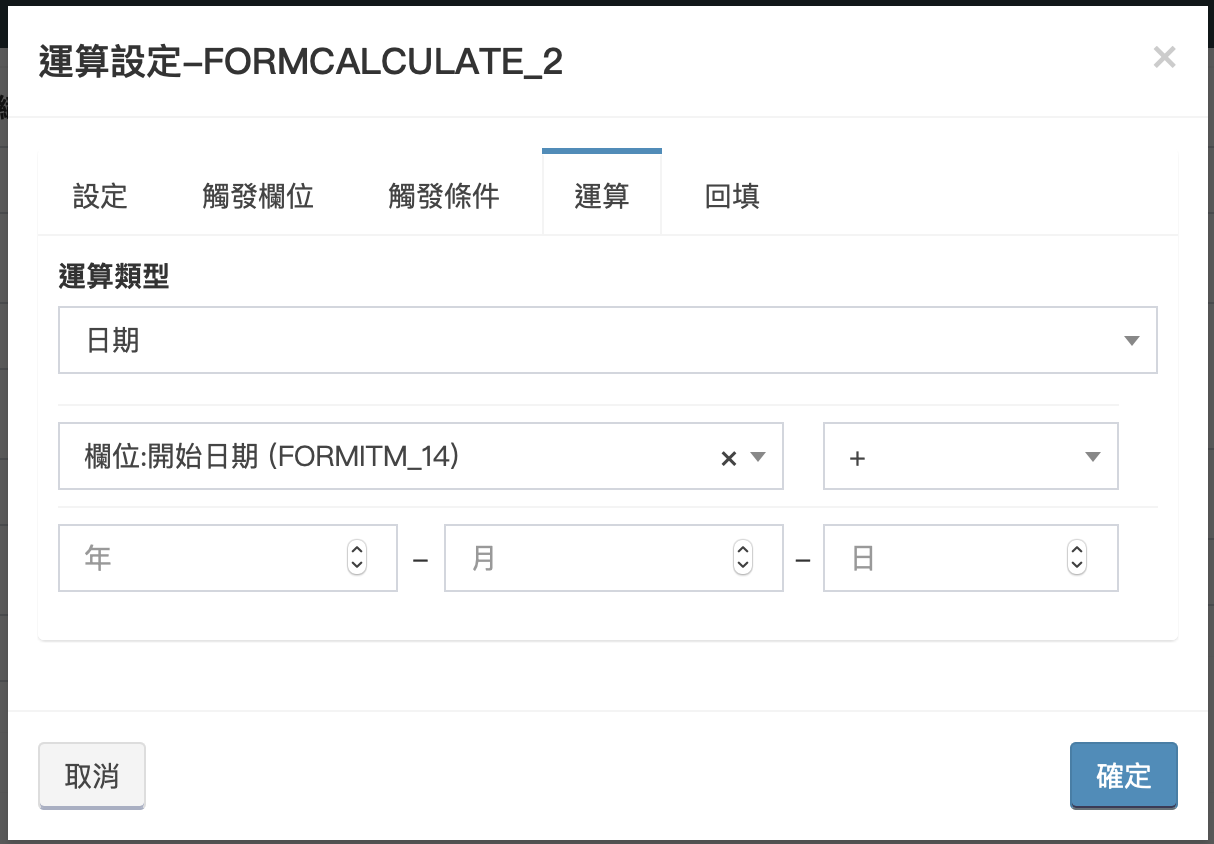 運算設定-FORMCALCULATE_2
×
設定 觸發欄位 觸發條件 運算 回填
運算類型
日期
欄位:開始日期 (FORMITM_14) × +
年 – 月 – 日
取消 確定